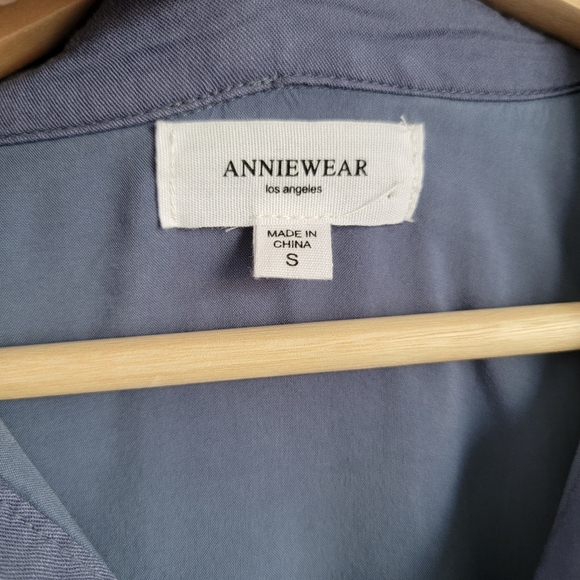 ANNIEWEAR
los angeles
MADE IN
CHINA
S